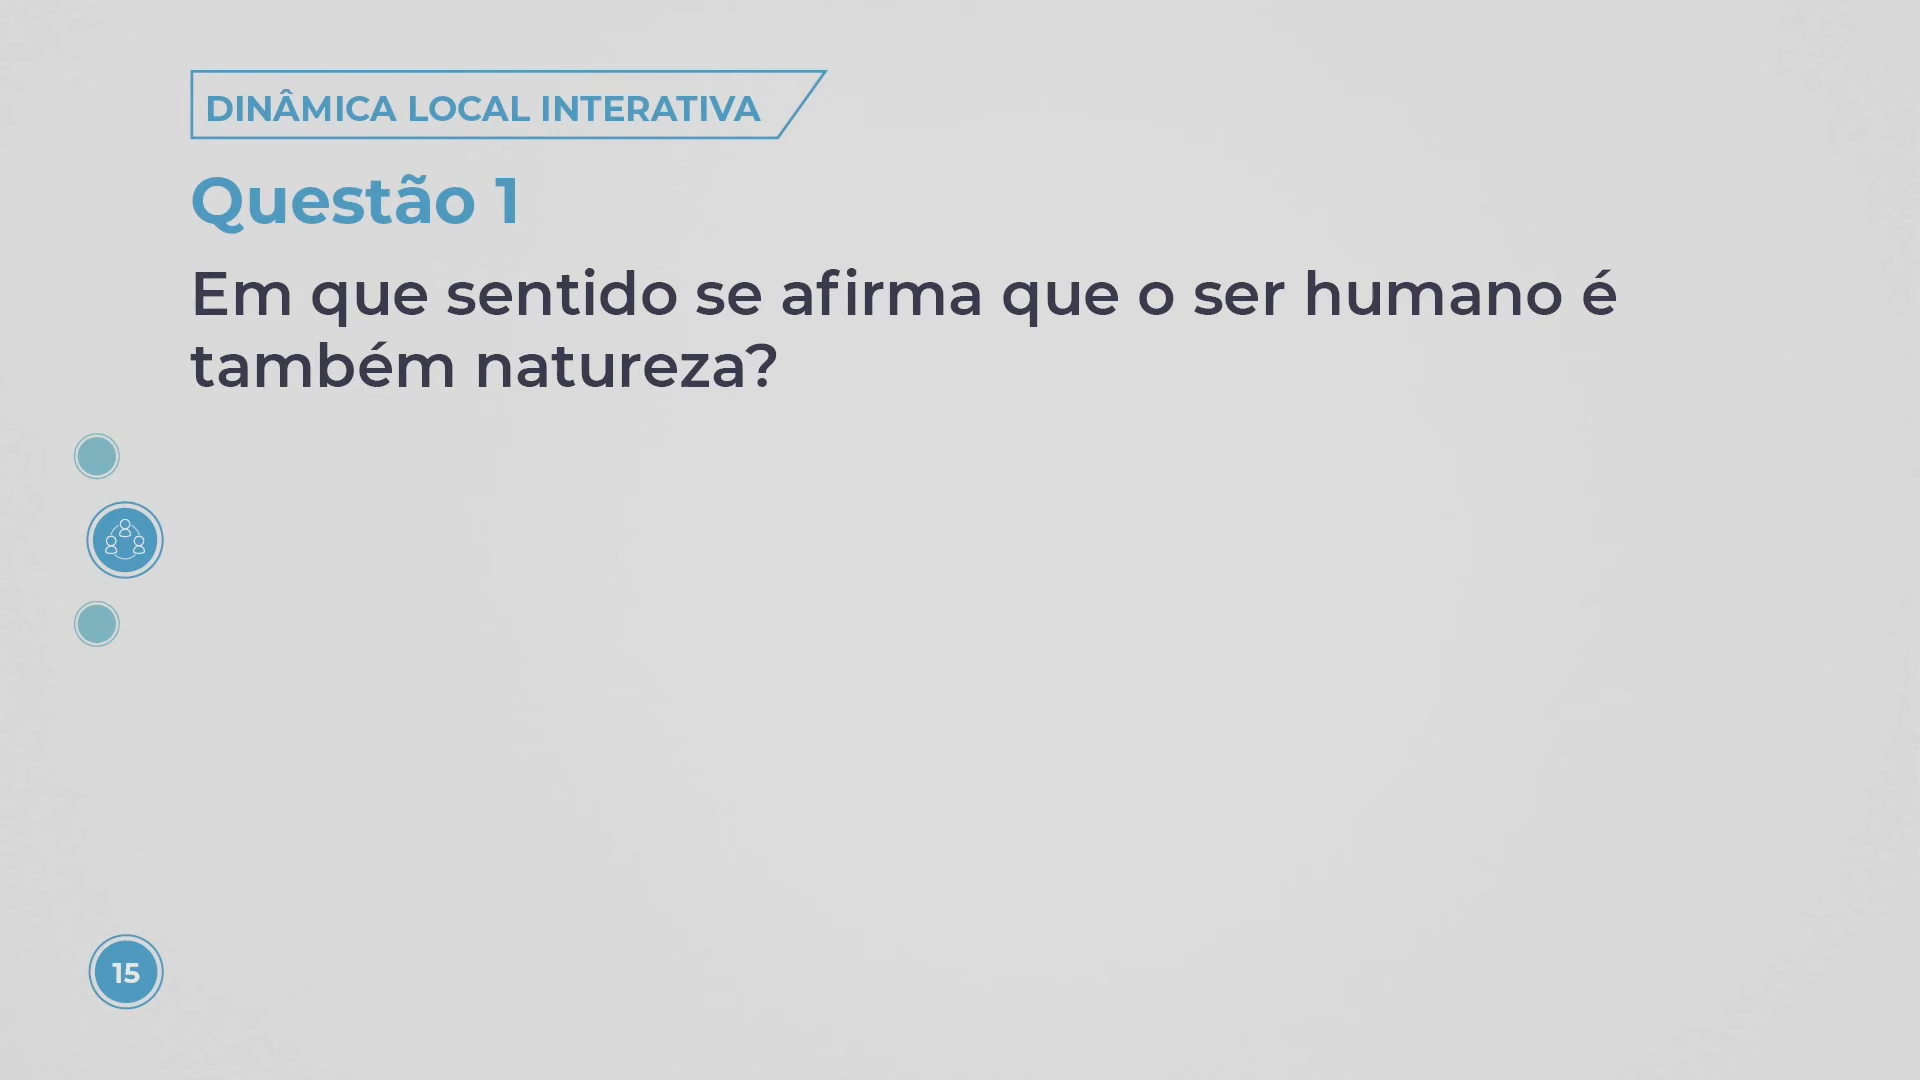 DINÂMICA LOCAL INTERATIVA
Questão 1
Em que sentido se afirma que o ser humano é
também natureza?
15